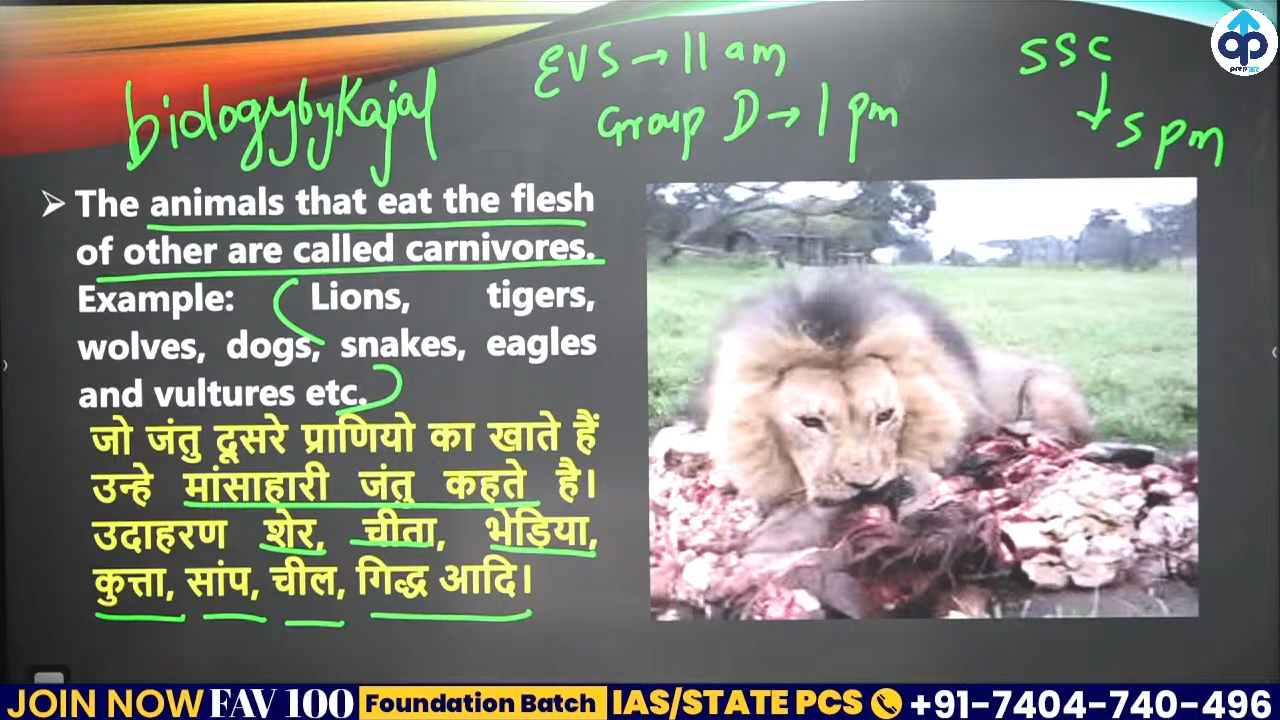 EVS → 11 am
SSC
↓
5 pm
biologybyKajal
Group D → 1 pm
prep
➤ The animals that eat the flesh
of other are called carnivores.
Example: Lions, tigers,
wolves, dogs, snakes, eagles
and vultures etc.
जो जंतु दूसरे प्राणियो का खाते हैं
उन्हे मांसाहारी जंतु कहते है।
उदाहरण शेर, चीता, भेड़िया,
कुत्ता, सांप, चील, गिद्ध आदि।
JOIN NOW FAV 100 Foundation Batch IAS/STATE PCS +91-7404-740-496